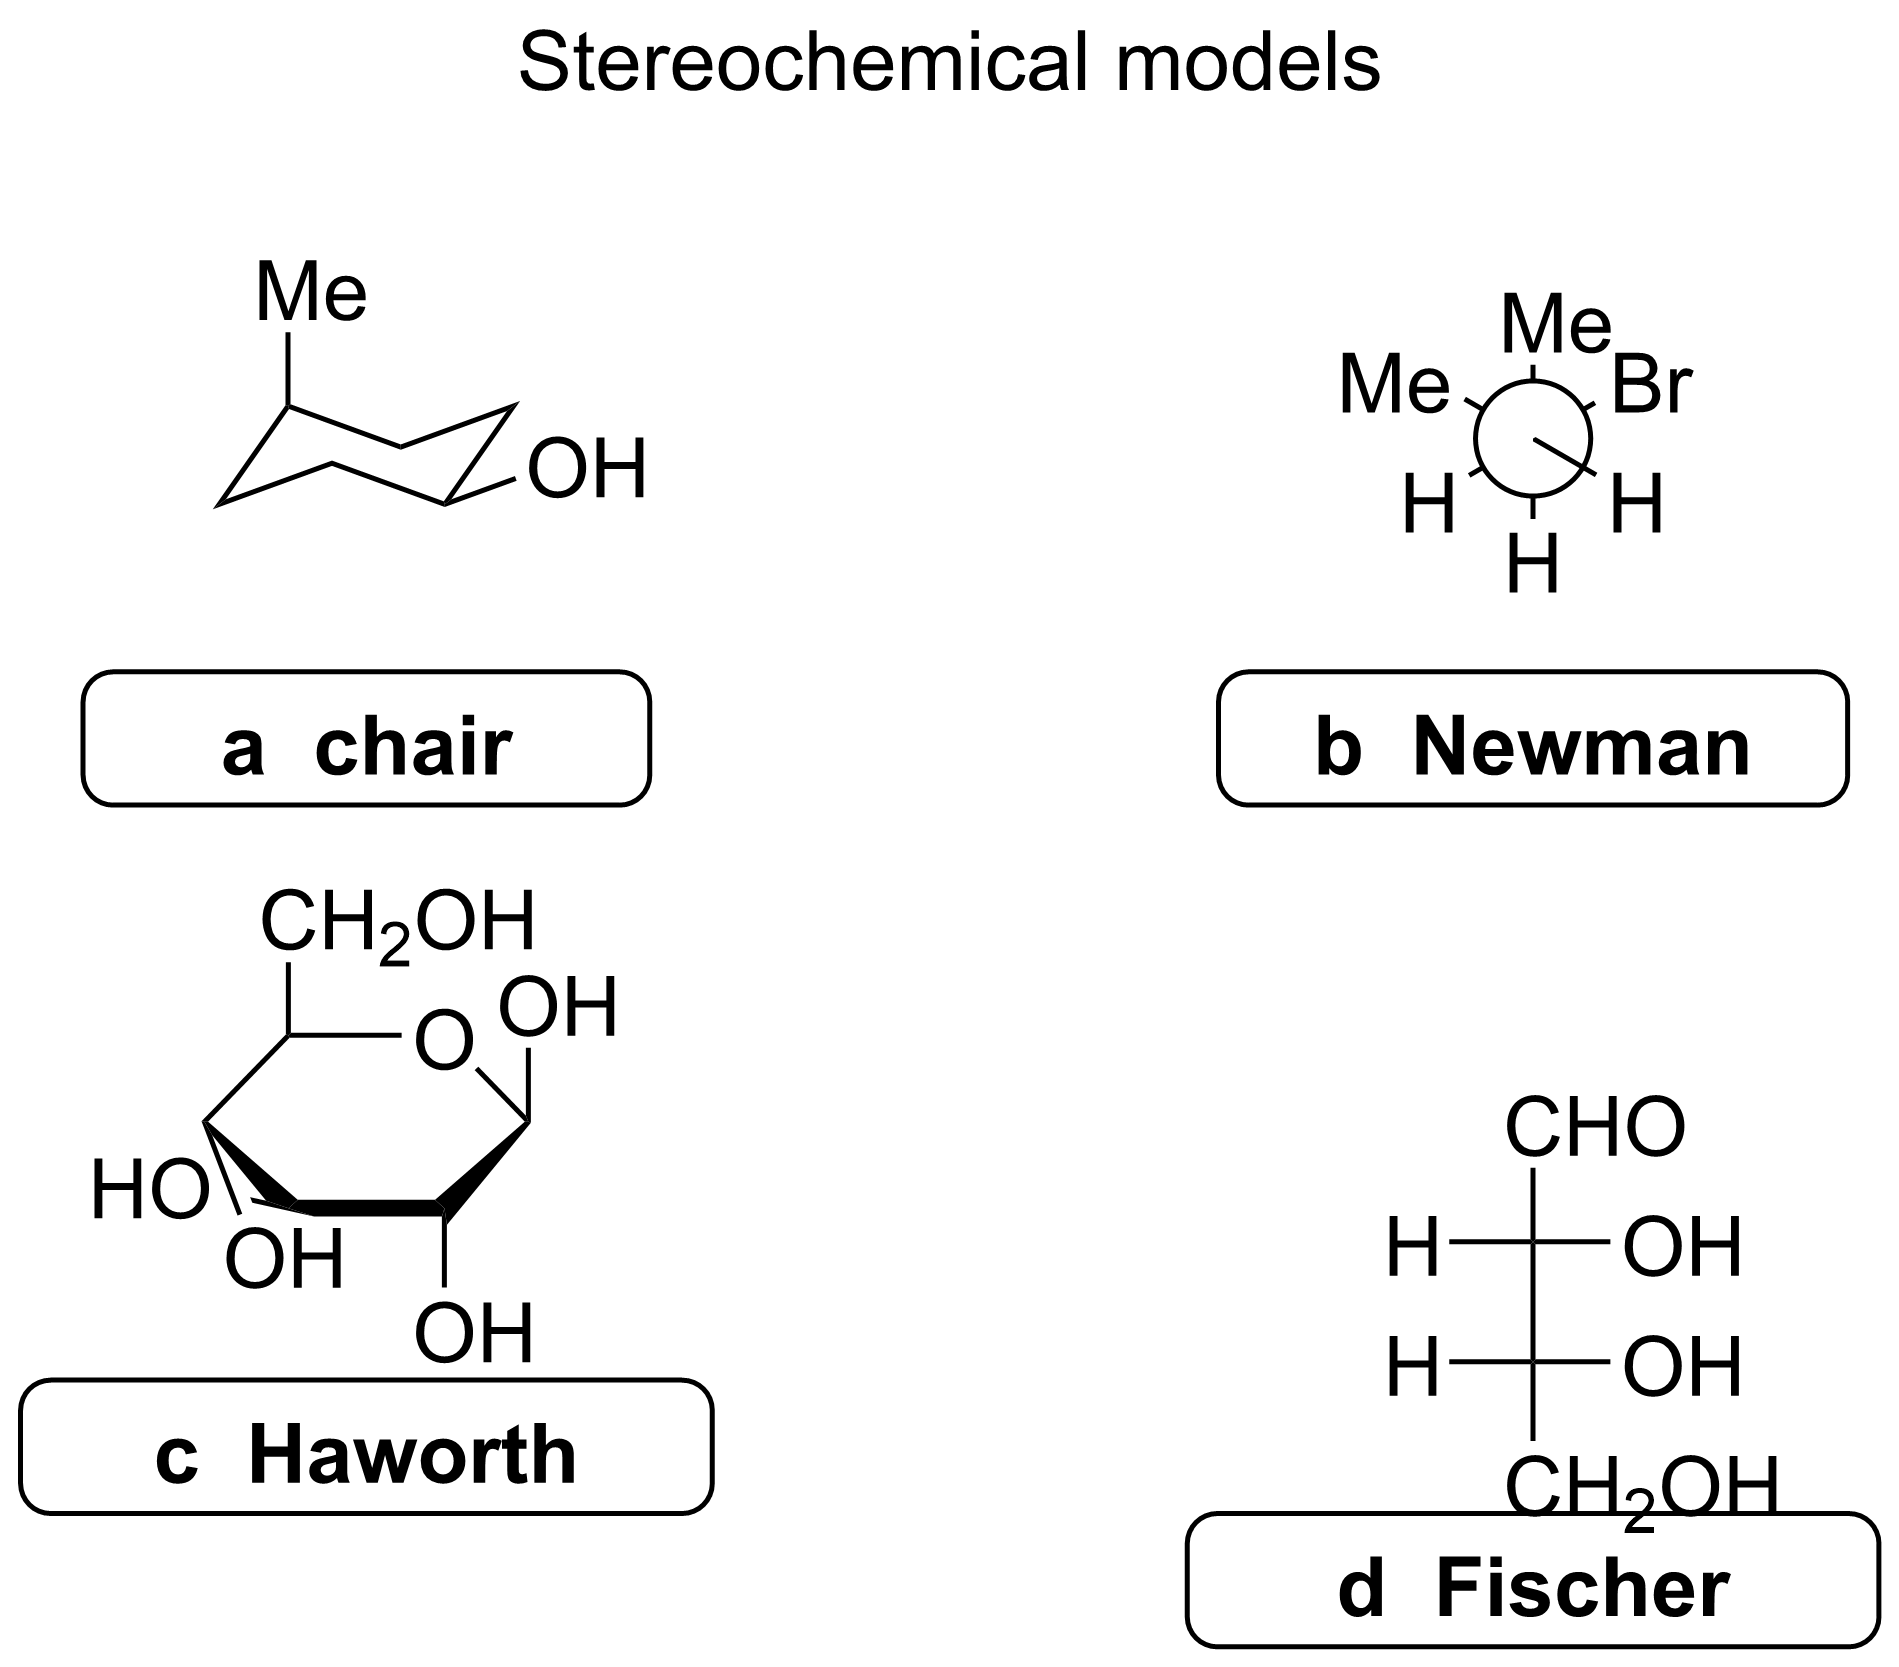 Stereochemical models
Me
OH
Me
Me
Br
H
H
H
a chair
b Newman
CH2OH
OH
O
HO
OH
OH
c Haworth
CHO
H
OH
H
OH
CH2OH
d Fischer